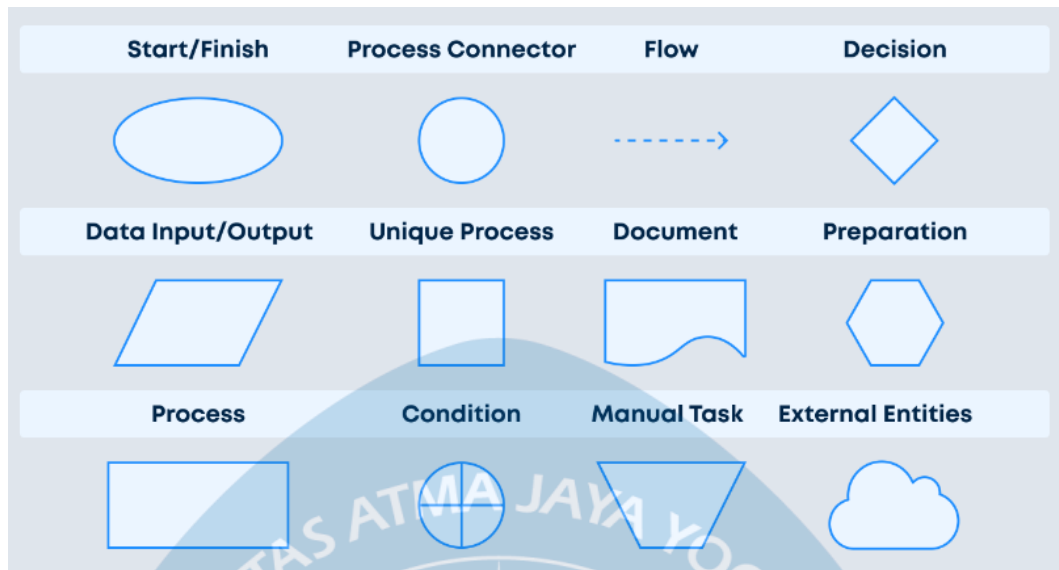 Start/Finish Process Connector Flow Decision
Data Input/Output Unique Process Document Preparation
Process Condition Manual Task External Entities
TAS ATMA JAYA YO